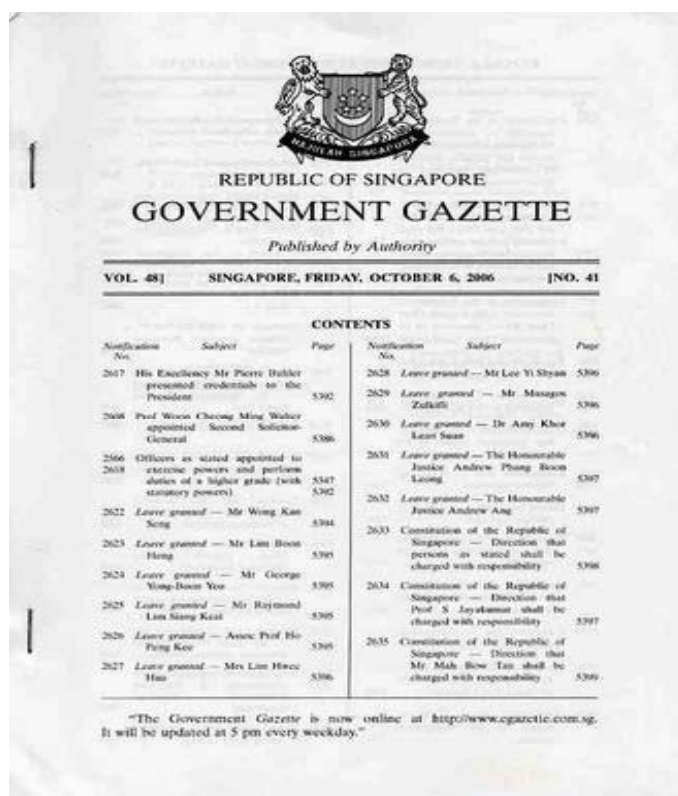 MAJULAH SINGAPURA
REPUBLIC OF SINGAPORE
GOVERNMENT GAZETTE
Published by Authority
VOL. 48] SINGAPORE, FRIDAY, OCTOBER 6, 2006 [NO. 41
CONTENTS
Notification Subject Page
No.
2617 His Excellency Mr Pierre Buhler
presented credentials to the
President 5392
2608 Prof Woon Cheong Ming Walter
appointed Second Solicitor-
General 5386
2566 Officers as stated appointed to
2618 exercise powers and perform
duties of a higher grade (with 5347
statutory powers) 5392
2622 Leave granted — Mr Wong Kan
Seng 5394
2623 Leave granted — Mr Lim Boon
Heng 5395
2624 Leave granted — Mr George
Yong-Boon Yeo 5395
2625 Leave granted — Mr Raymond
Lim Siang Keat 5395
2626 Leave granted — Assoc Prof Ho
Peng Kee 5395
2627 Leave granted — Mrs Lim Hwee
Hua 5396
Notification Subject Page
No.
2628 Leave granted — Mr Lee Yi Shyan 5396
2629 Leave granted — Mr Masagos
Zulkifli 5396
2630 Leave granted — Dr Amy Khor
Lean Suan 5396
2631 Leave granted — The Honourable
Justice Andrew Phang Boon
Leong 5397
2632 Leave granted — The Honourable
Justice Andrew Ang 5397
2633 Constitution of the Republic of
Singapore — Direction that
persons as stated shall be
charged with responsibility 5398
2634 Constitution of the Republic of
Singapore — Direction that
Prof S Jayakumar shall be
charged with responsibility 5397
2635 Constitution of the Republic of
Singapore — Direction that
Mr Mah Bow Tan shall be
charged with responsibility 5399
"The Government Gazette is now online at http://www.egazette.com.sg.
It will be updated at 5 pm every weekday."